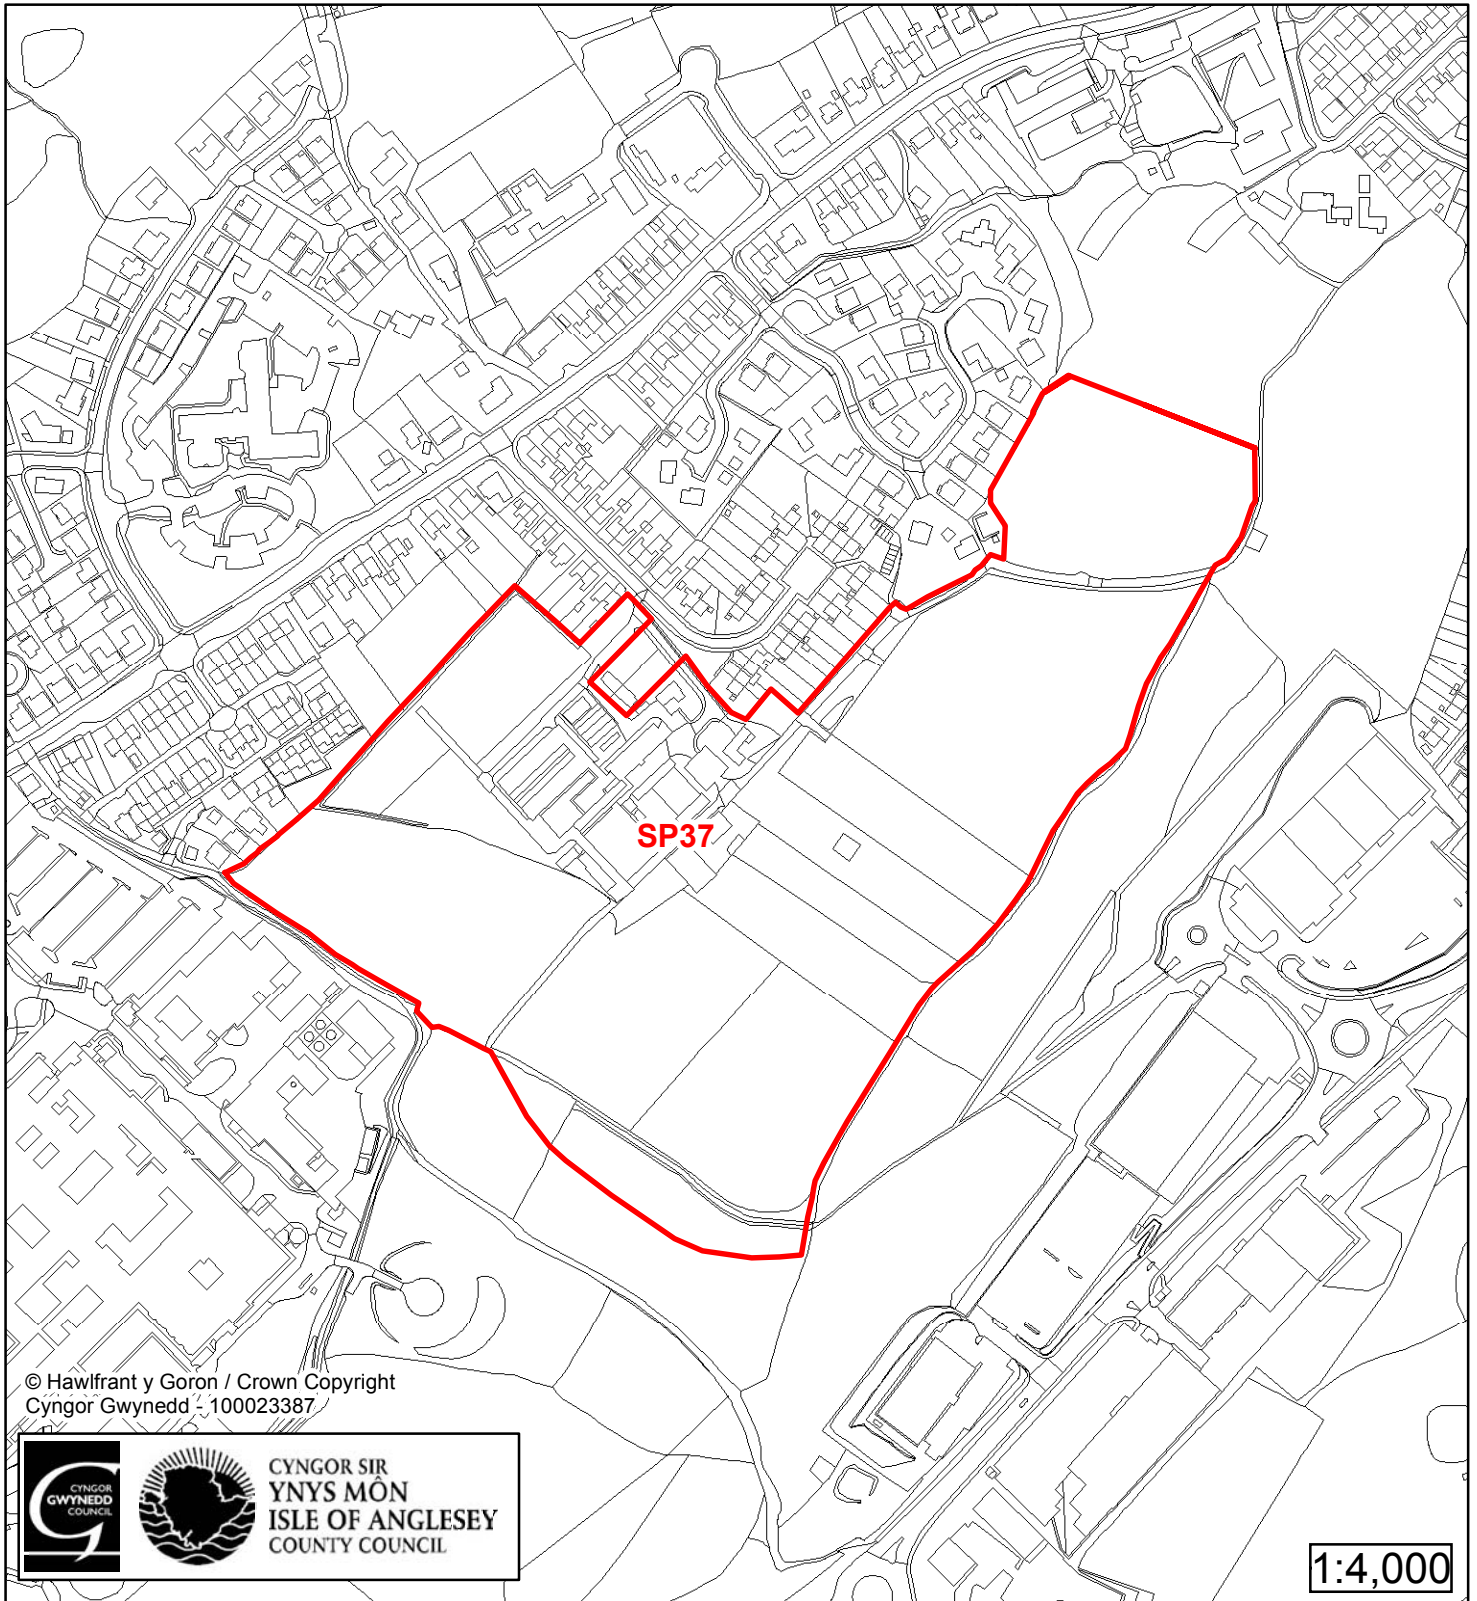 SP37
© Hawlfrant y Goron / Crown Copyright
Cyngor Gwynedd - 100023387
CYNGOR
GWYNEDD
COUNCIL
CYNGOR SIR
YNYS MÔN
ISLE OF ANGLESEY
COUNTY COUNCIL
1:4,000